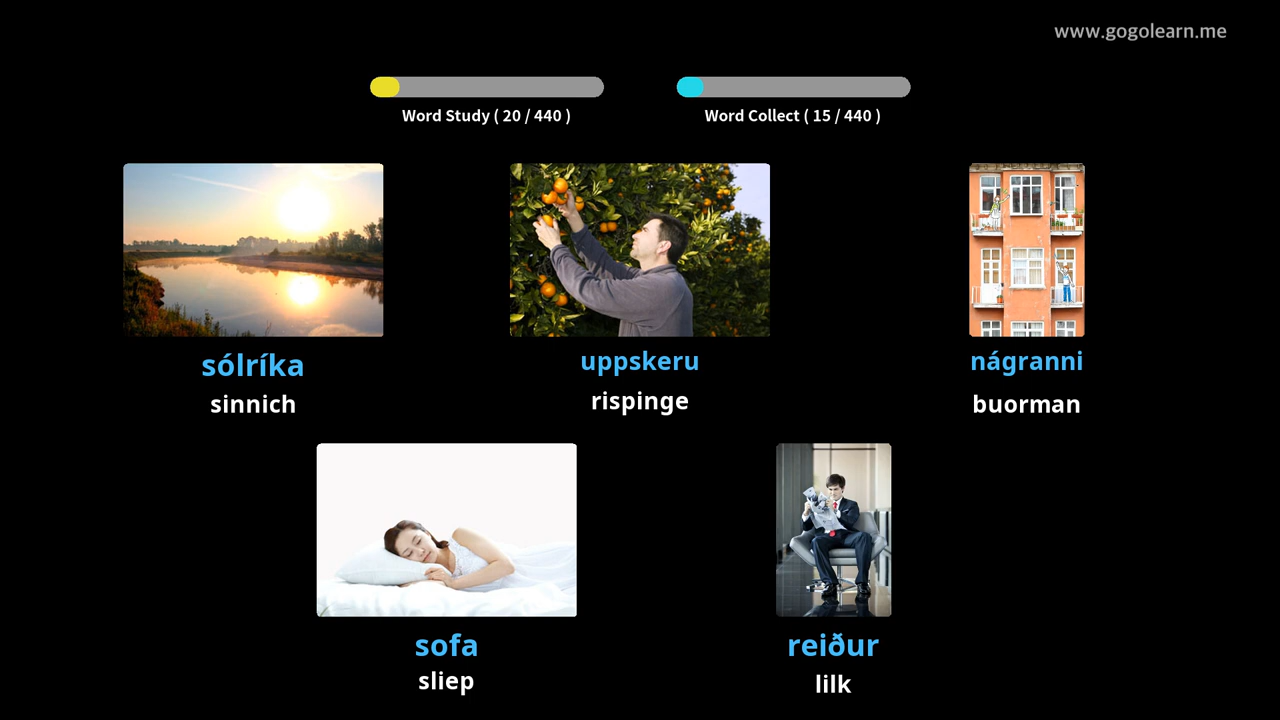 www.gogolearn.me
Word Study ( 20 / 440 )
Word Collect ( 15 / 440 )
sólríka
sinnich
uppskeru
rispinge
nágranni
buorman
sofa
sliep
reiður
lilk